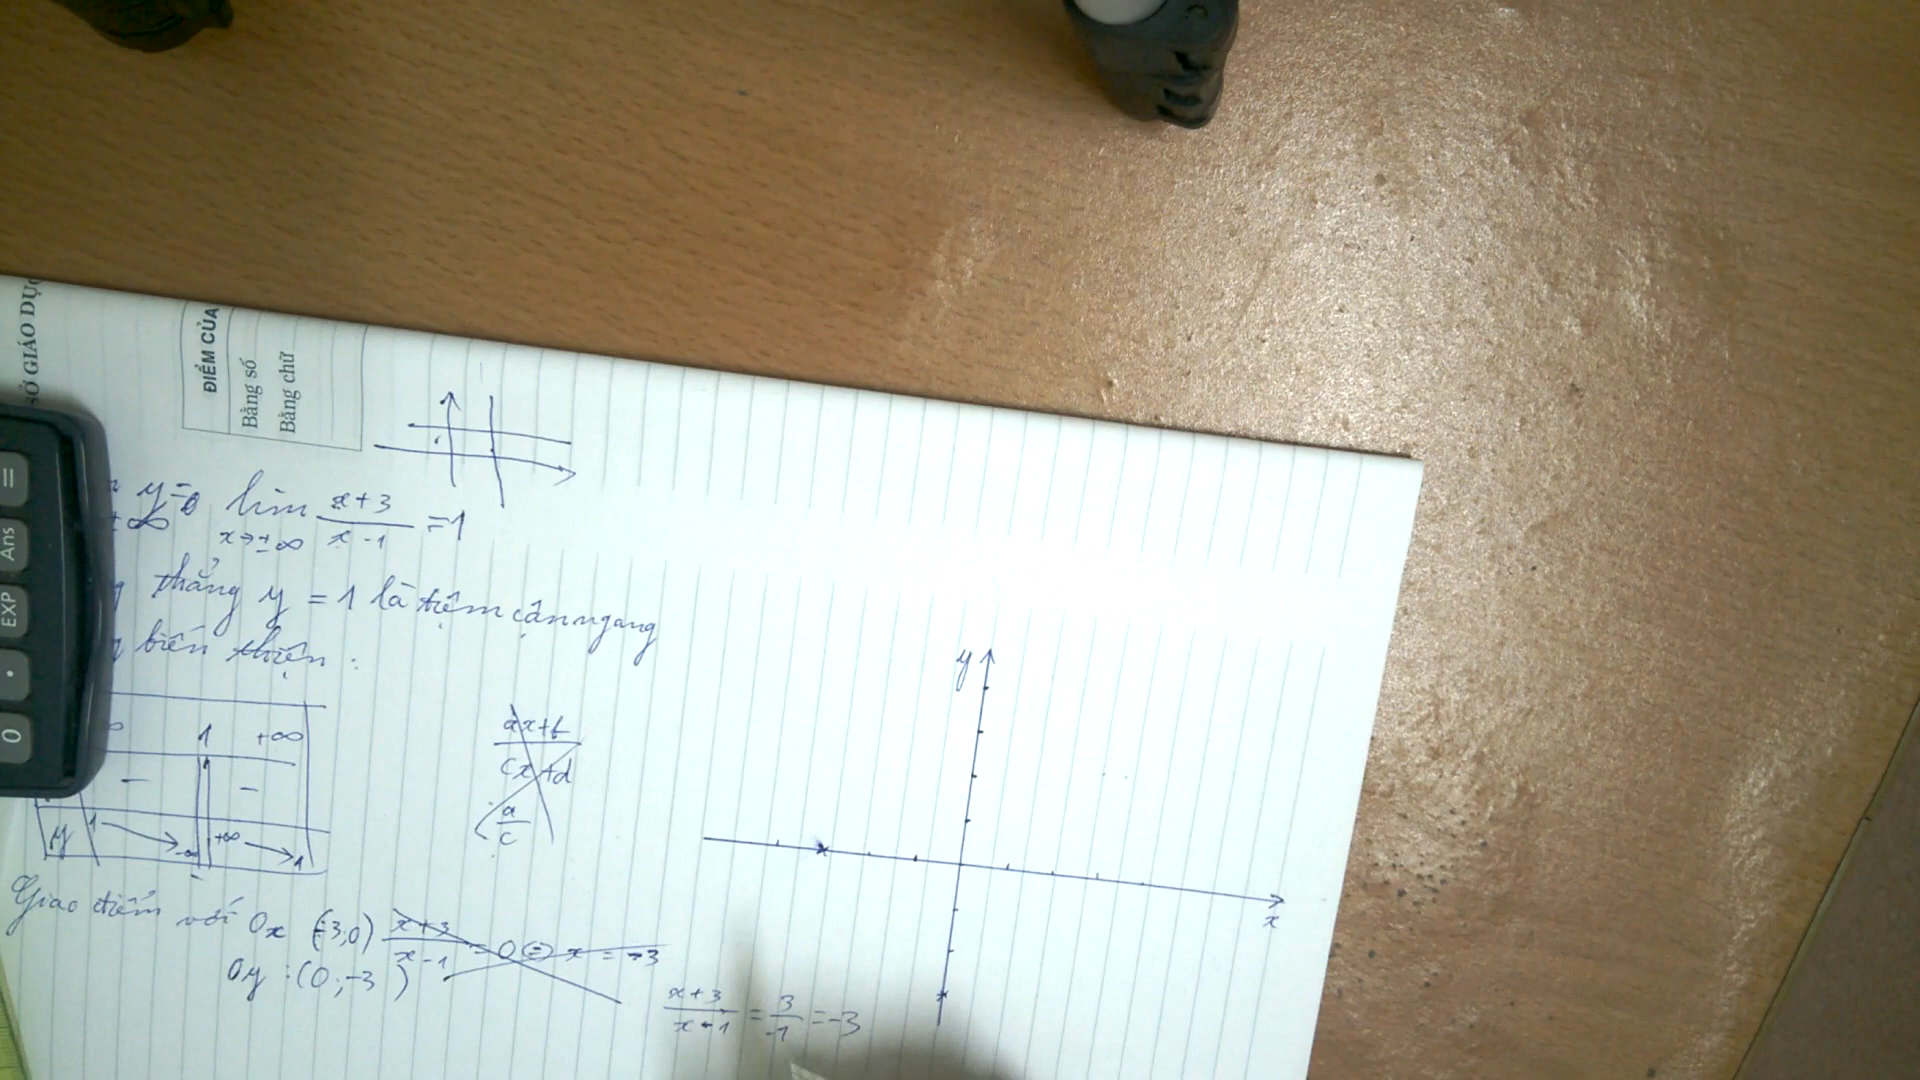 SỞ GIÁO DỤC
ĐIỂM CỦA
Bằng số
Bằng chữ
=
Ans
EXP
.
0
y = lim x+3 / x-1 = 1
+∞ x→±∞
thẳng y = 1 là tiệm cận ngang
biến thiên :
1 +∞
- -
y 1 -∞ +∞ 1
ax+b
cx+d
a
c
Giao điểm với Ox (-3;0) x+3 / x-1 = 0 ⇔ x = -3
Oy : (0;-3)
x+3 / x-1 = 3 / -1 = -3
y
x